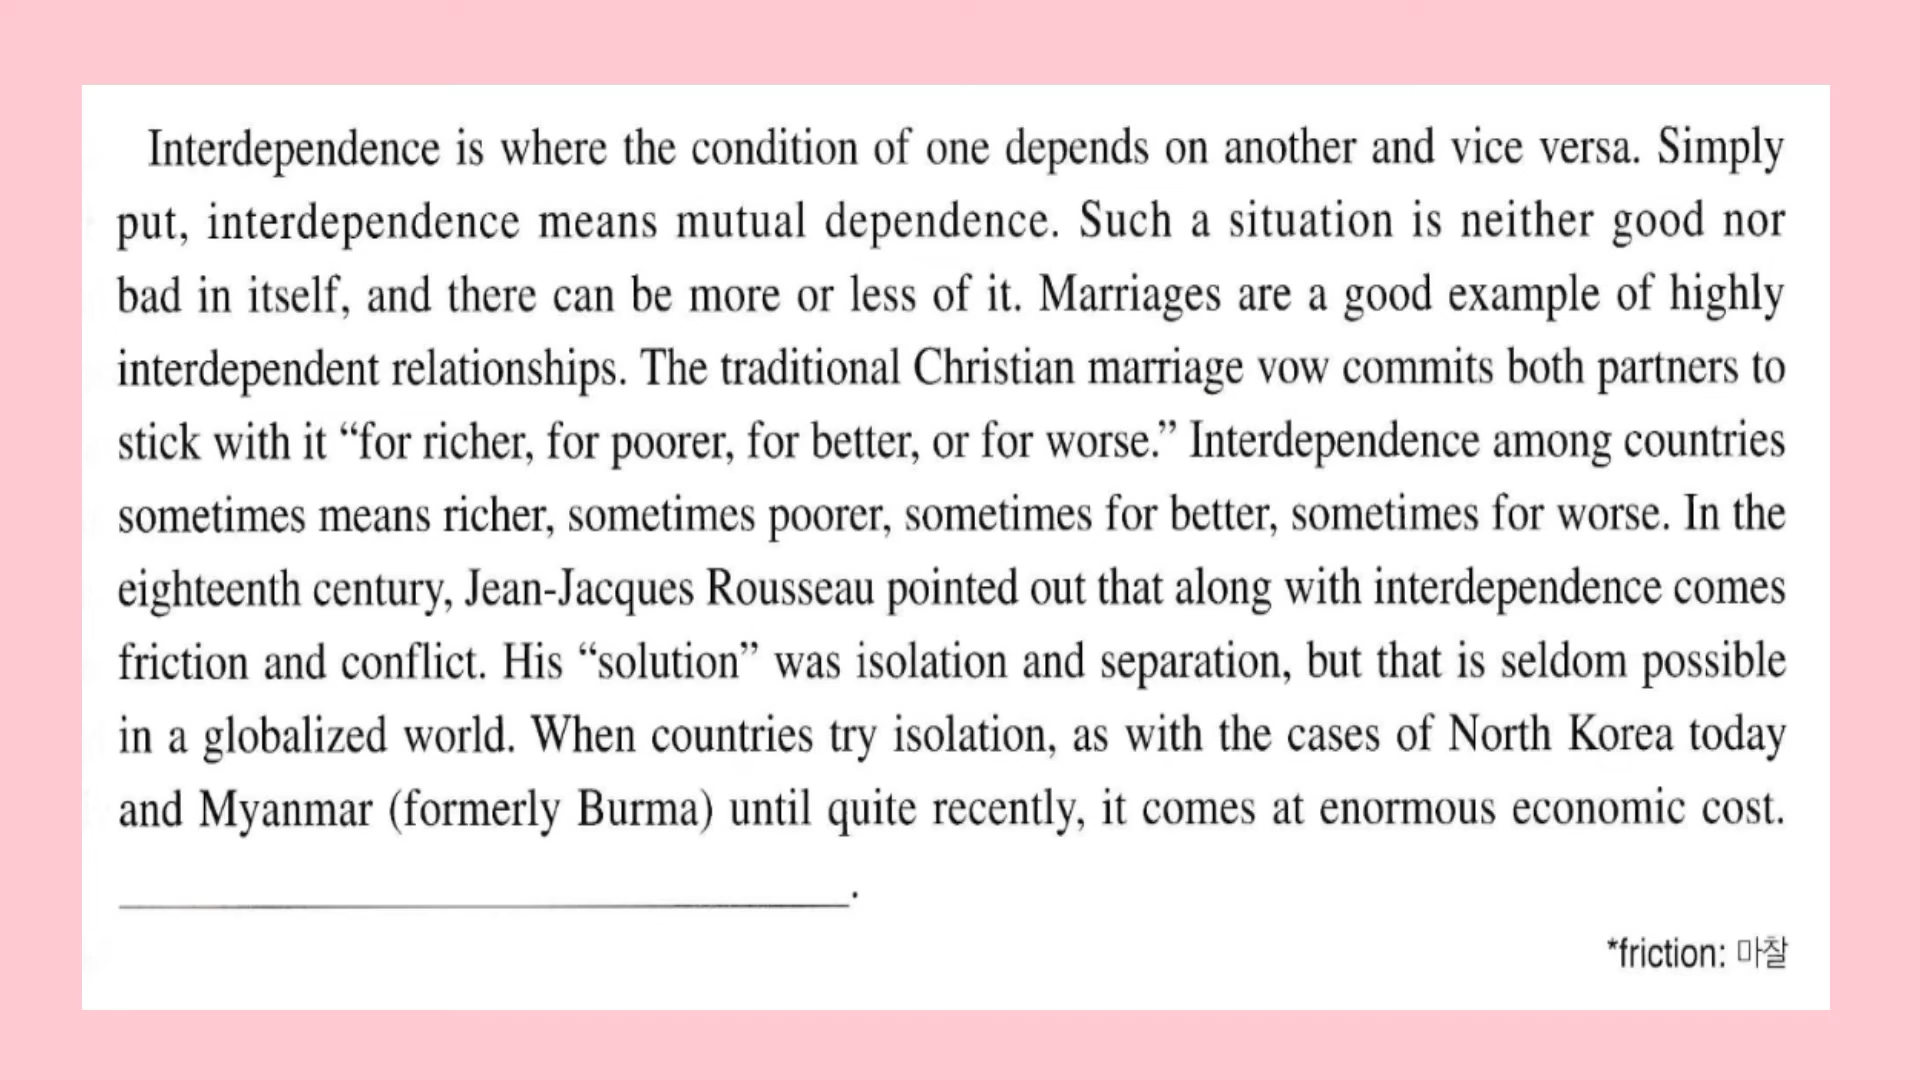 Interdependence is where the condition of one depends on another and vice versa. Simply
put, interdependence means mutual dependence. Such a situation is neither good nor
bad in itself, and there can be more or less of it. Marriages are a good example of highly
interdependent relationships. The traditional Christian marriage vow commits both partners to
stick with it “for richer, for poorer, for better, or for worse.” Interdependence among countries
sometimes means richer, sometimes poorer, sometimes for better, sometimes for worse. In the
eighteenth century, Jean-Jacques Rousseau pointed out that along with interdependence comes
friction and conflict. His “solution” was isolation and separation, but that is seldom possible
in a globalized world. When countries try isolation, as with the cases of North Korea today
and Myanmar (formerly Burma) until quite recently, it comes at enormous economic cost.
____________________.
*friction: 마찰